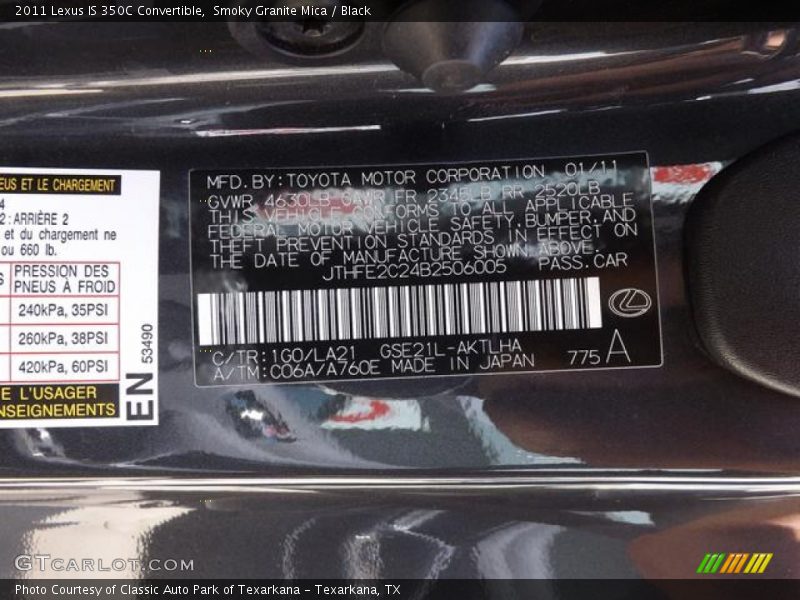 2011 Lexus IS 350C Convertible, Smoky Granite Mica / Black
EUS ET LE CHARGEMENT
4
2 : ARRIÈRE 2
et du chargement ne
ou 660 lb.
S PRESSION DES
PNEUS À FROID
240kPa, 35PSI
260kPa, 38PSI
420kPa, 60PSI
E L'USAGER
NSEIGNEMENTS
EN 53490
MFD. BY: TOYOTA MOTOR CORPORATION 01/11
GVWR 4630LB GAWR FR 2345LB RR 2520LB
THIS VEHICLE CONFORMS TO ALL APPLICABLE
FEDERAL MOTOR VEHICLE SAFETY, BUMPER, AND
THEFT PREVENTION STANDARDS IN EFFECT ON
THE DATE OF MANUFACTURE SHOWN ABOVE.
JTHFE2C24B2506005 PASS. CAR
C/TR: 1G0/LA21 GSE21L-AKTLHA
A/TM: C06A/A760E MADE IN JAPAN 775 A
GTCARLOT.COM
Photo Courtesy of Classic Auto Park of Texarkana - Texarkana, TX